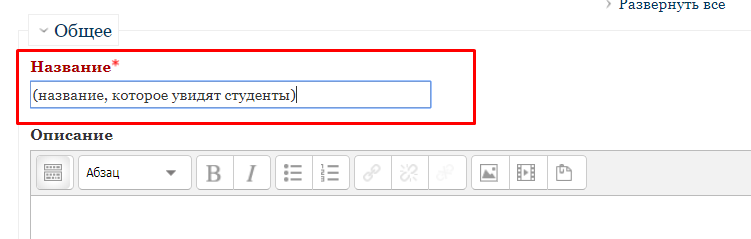 Развернуть все
Общее
Название*
(название, которое увидят студенты)
Описание
Абзац B I